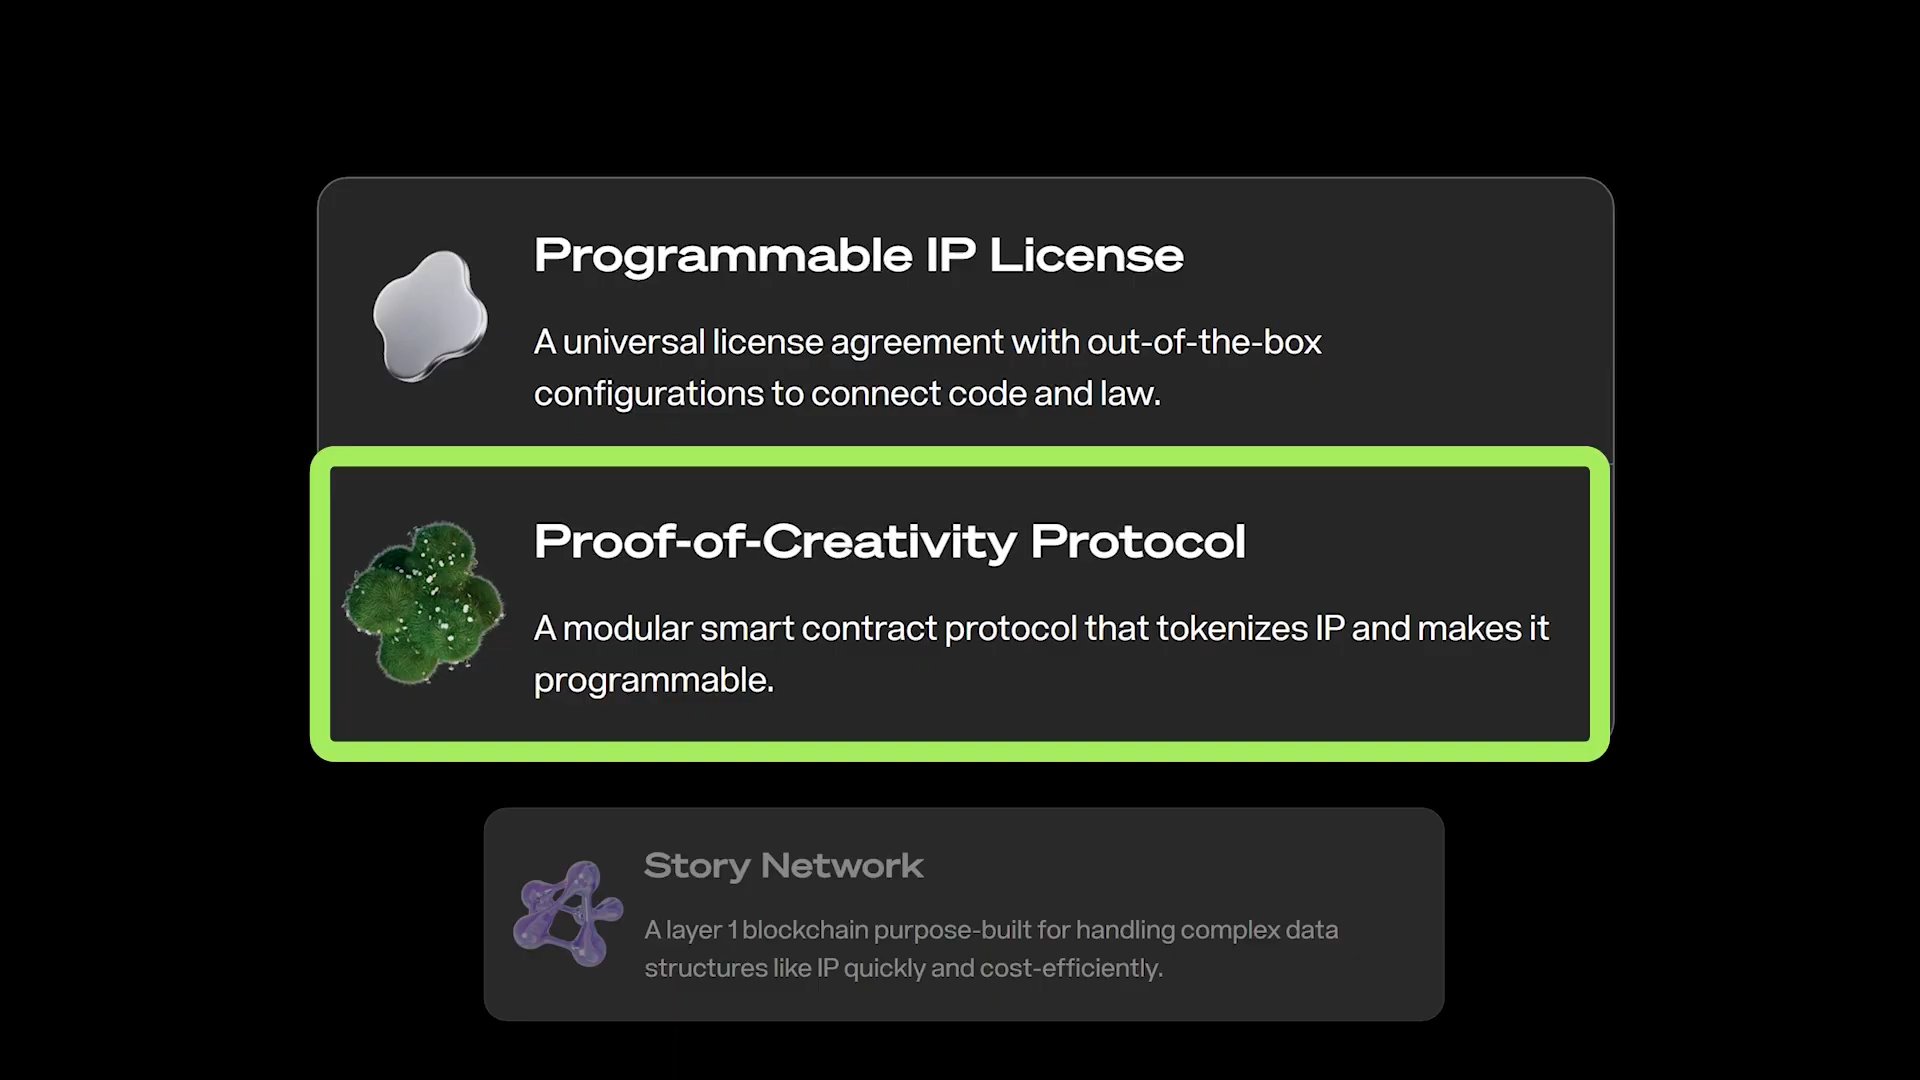 Programmable IP License
A universal license agreement with out-of-the-box
configurations to connect code and law.
Proof-of-Creativity Protocol
A modular smart contract protocol that tokenizes IP and makes it
programmable.
Story Network
A layer 1 blockchain purpose-built for handling complex data
structures like IP quickly and cost-efficiently.